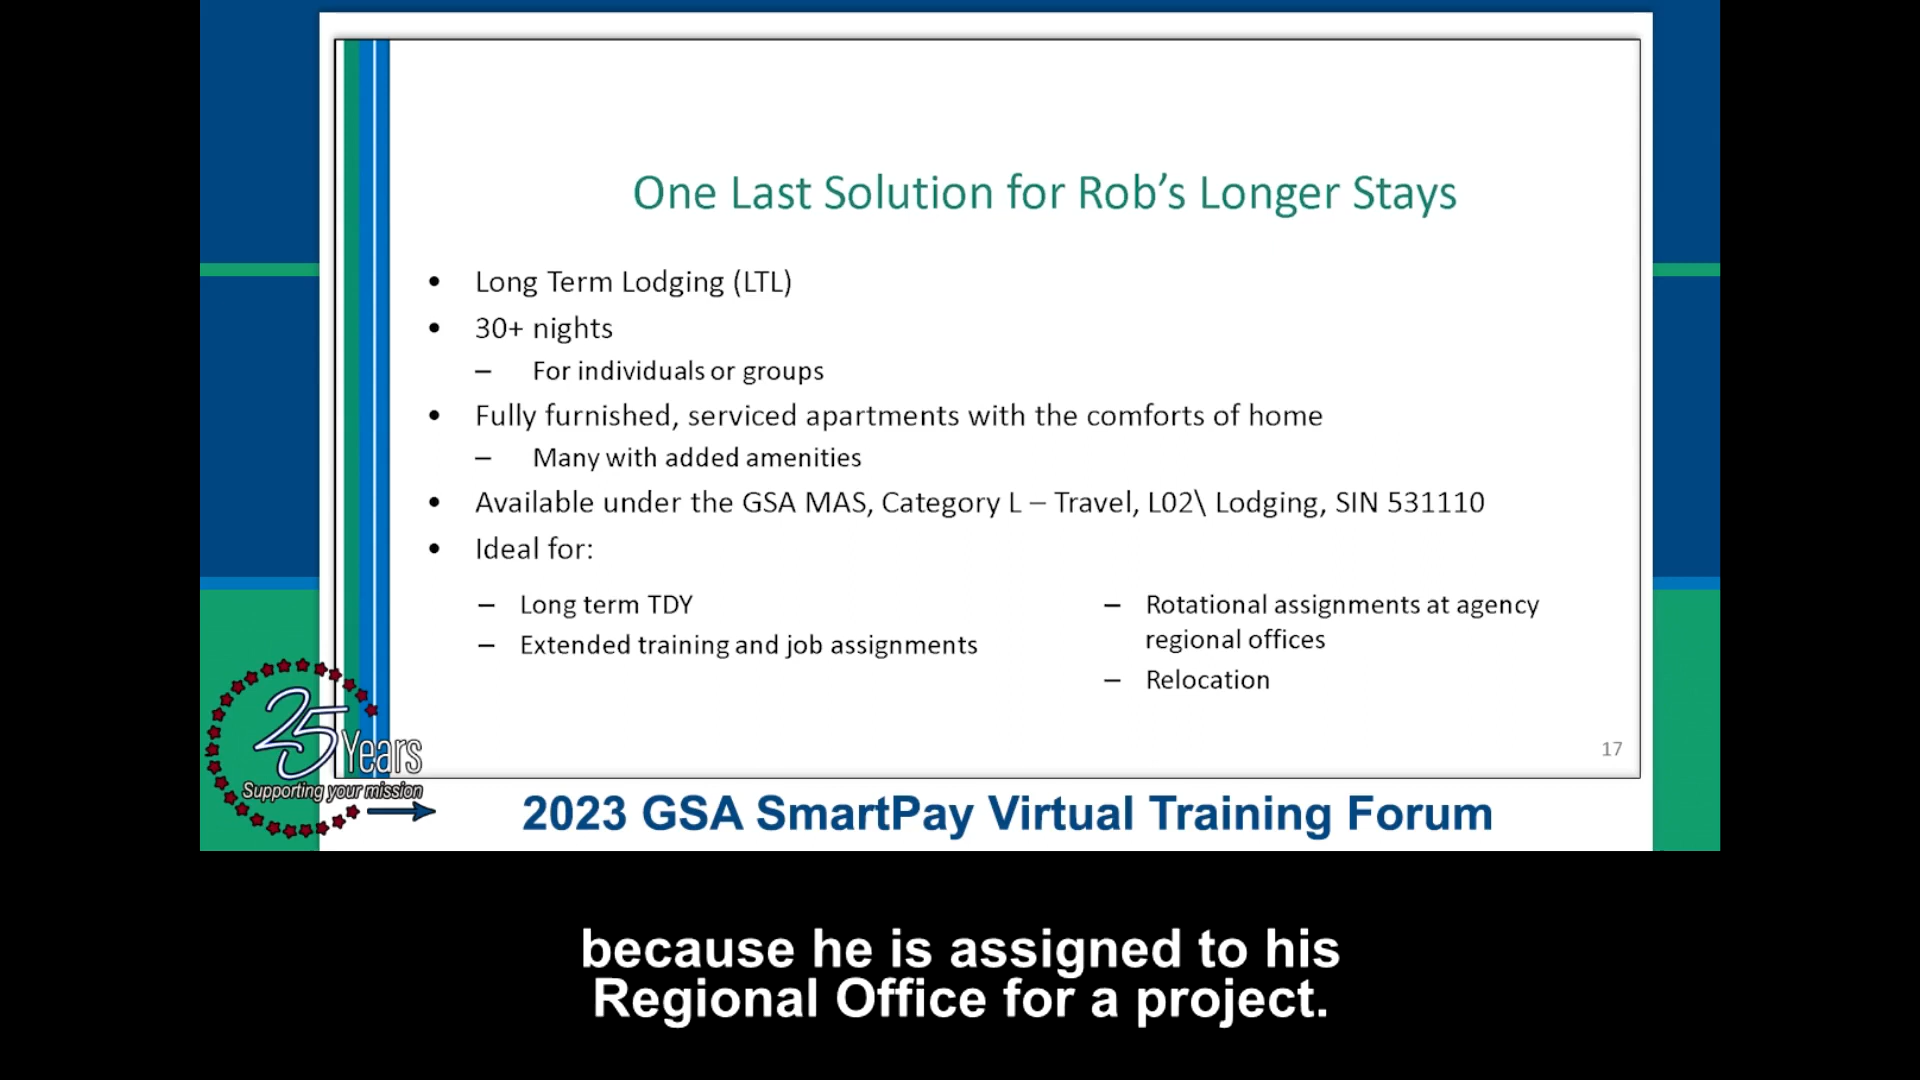 One Last Solution for Rob's Longer Stays
• Long Term Lodging (LTL)
• 30+ nights
– For individuals or groups
• Fully furnished, serviced apartments with the comforts of home
– Many with added amenities
• Available under the GSA MAS, Category L – Travel, L02\ Lodging, SIN 531110
• Ideal for:
– Long term TDY
– Extended training and job assignments
– Rotational assignments at agency
regional offices
– Relocation
17
25 Years
Supporting your mission
2023 GSA SmartPay Virtual Training Forum
because he is assigned to his
Regional Office for a project.